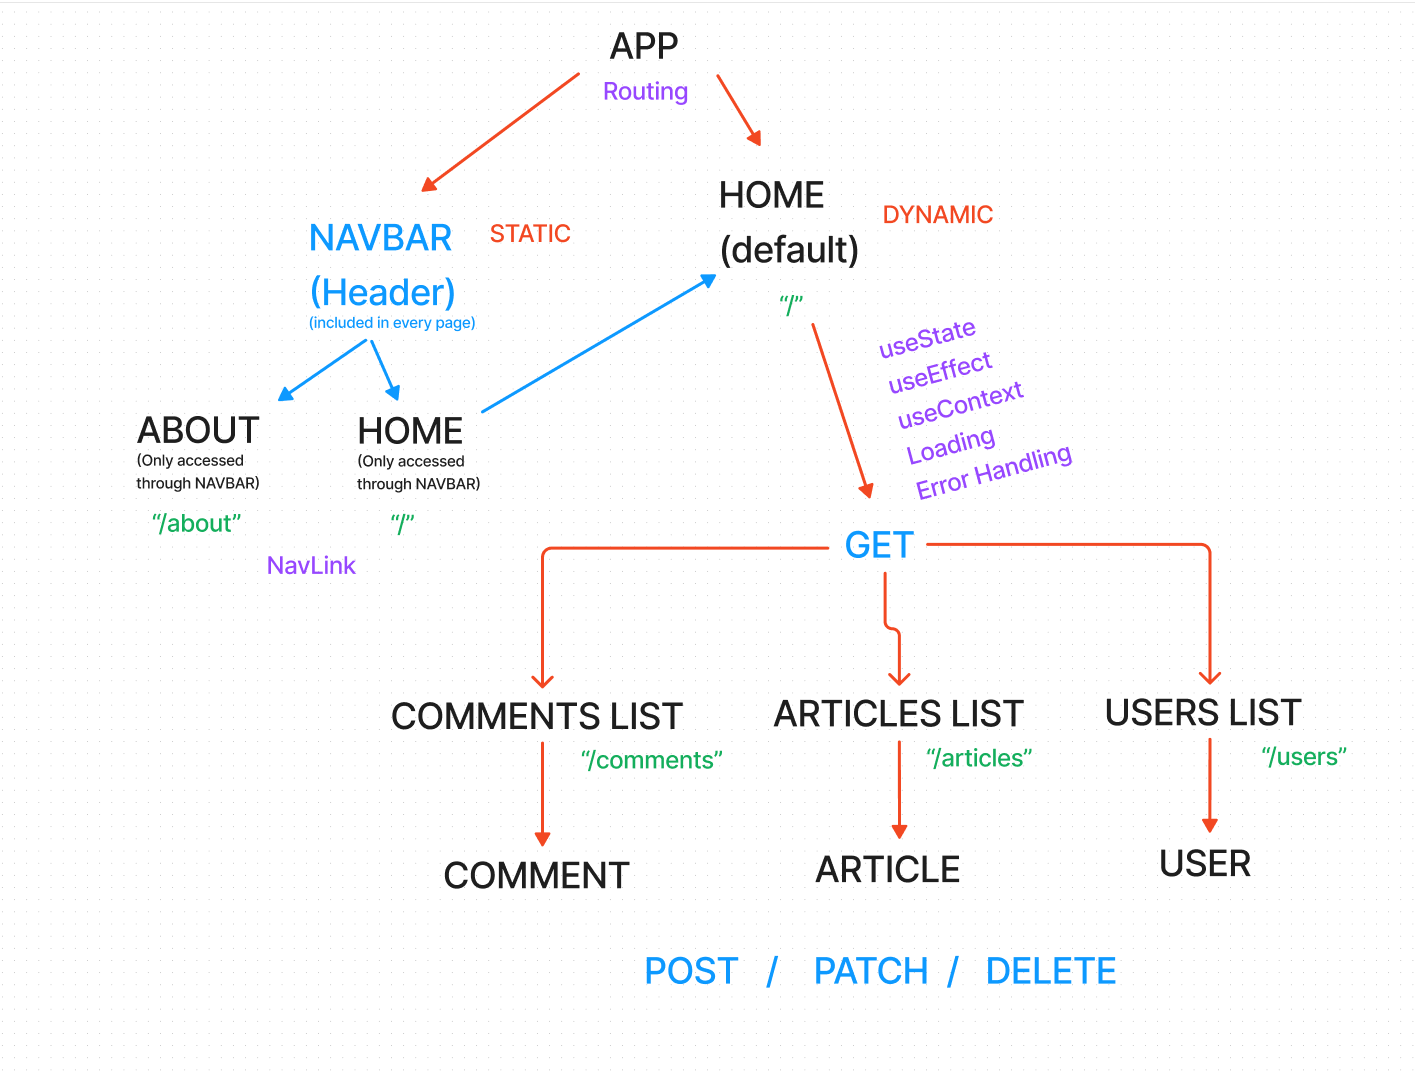 APP
Routing
HOME
(default)
DYNAMIC
“/”
NAVBAR
(Header)
(included in every page)
STATIC
ABOUT
(Only accessed
through NAVBAR)
“/about”
HOME
(Only accessed
through NAVBAR)
“/”
NavLink
useState
useEffect
useContext
Loading
Error Handling
GET
COMMENTS LIST
“/comments”
ARTICLES LIST
“/articles”
USERS LIST
“/users”
COMMENT
ARTICLE
USER
POST / PATCH / DELETE